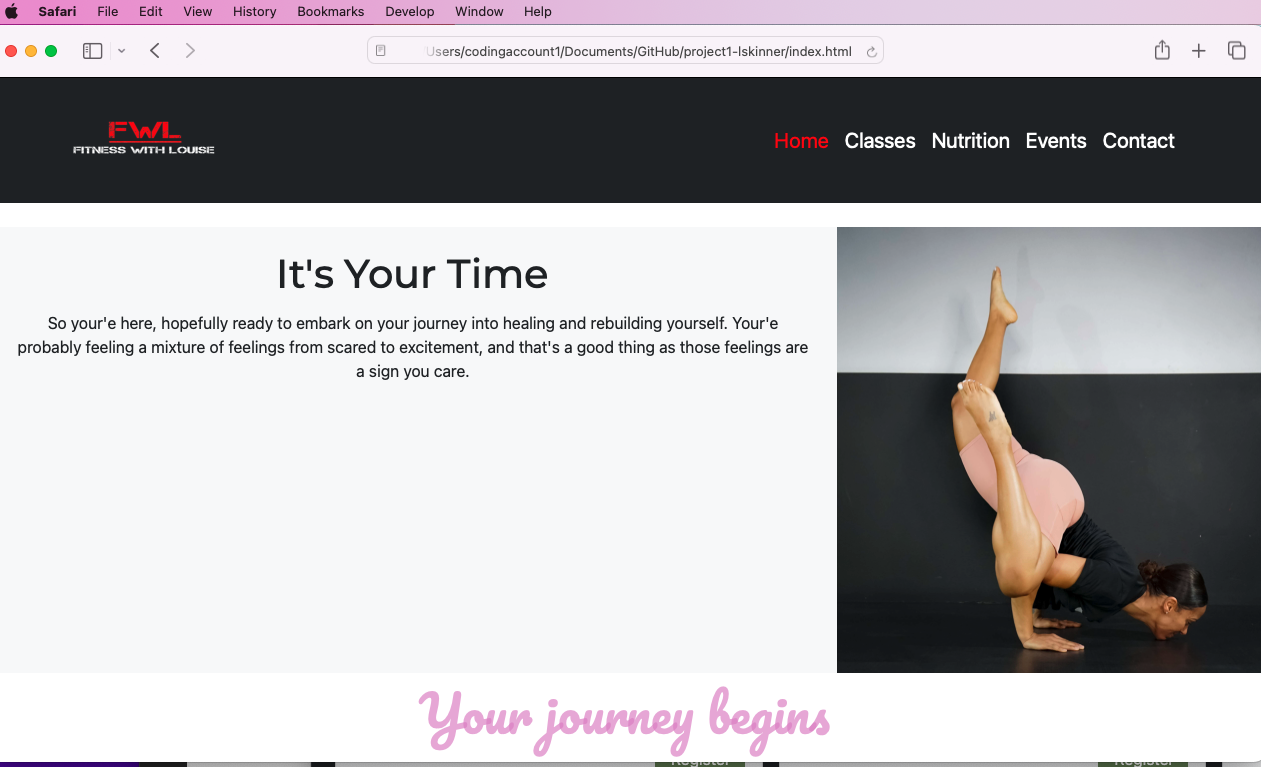 Safari File Edit View History Bookmarks Develop Window Help
Users/codingaccount1/Documents/GitHub/project1-lskinner/index.html
FWL
FITNESS WITH LOUISE
Home Classes Nutrition Events Contact
It's Your Time
So your'e here, hopefully ready to embark on your journey into healing and rebuilding yourself. Your'e
probably feeling a mixture of feelings from scared to excitement, and that's a good thing as those feelings are
a sign you care.
Your journey begins
Register Register